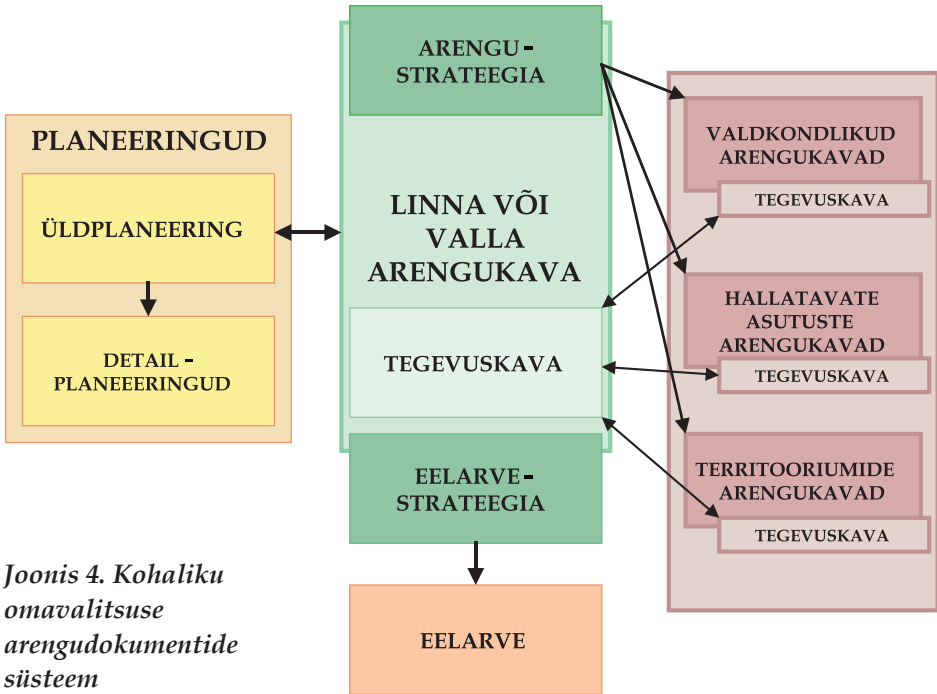 ARENGU-
STRATEEGIA
PLANEERINGUD
ÜLDPLANEERING
DETAIL-
PLANEEERINGUD
LINNA VÕI
VALLA
ARENGUKAVA
TEGEVUSKAVA
EELARVE-
STRATEEGIA
EELARVE
VALDKONDLIKUD
ARENGUKAVAD
TEGEVUSKAVA
HALLATAVATE
ASUTUSTE
ARENGUKAVAD
TEGEVUSKAVA
TERRITOORIUMIDE
ARENGUKAVAD
TEGEVUSKAVA
Joonis 4. Kohaliku
omavalitsuse
arengudokumentide
süsteem